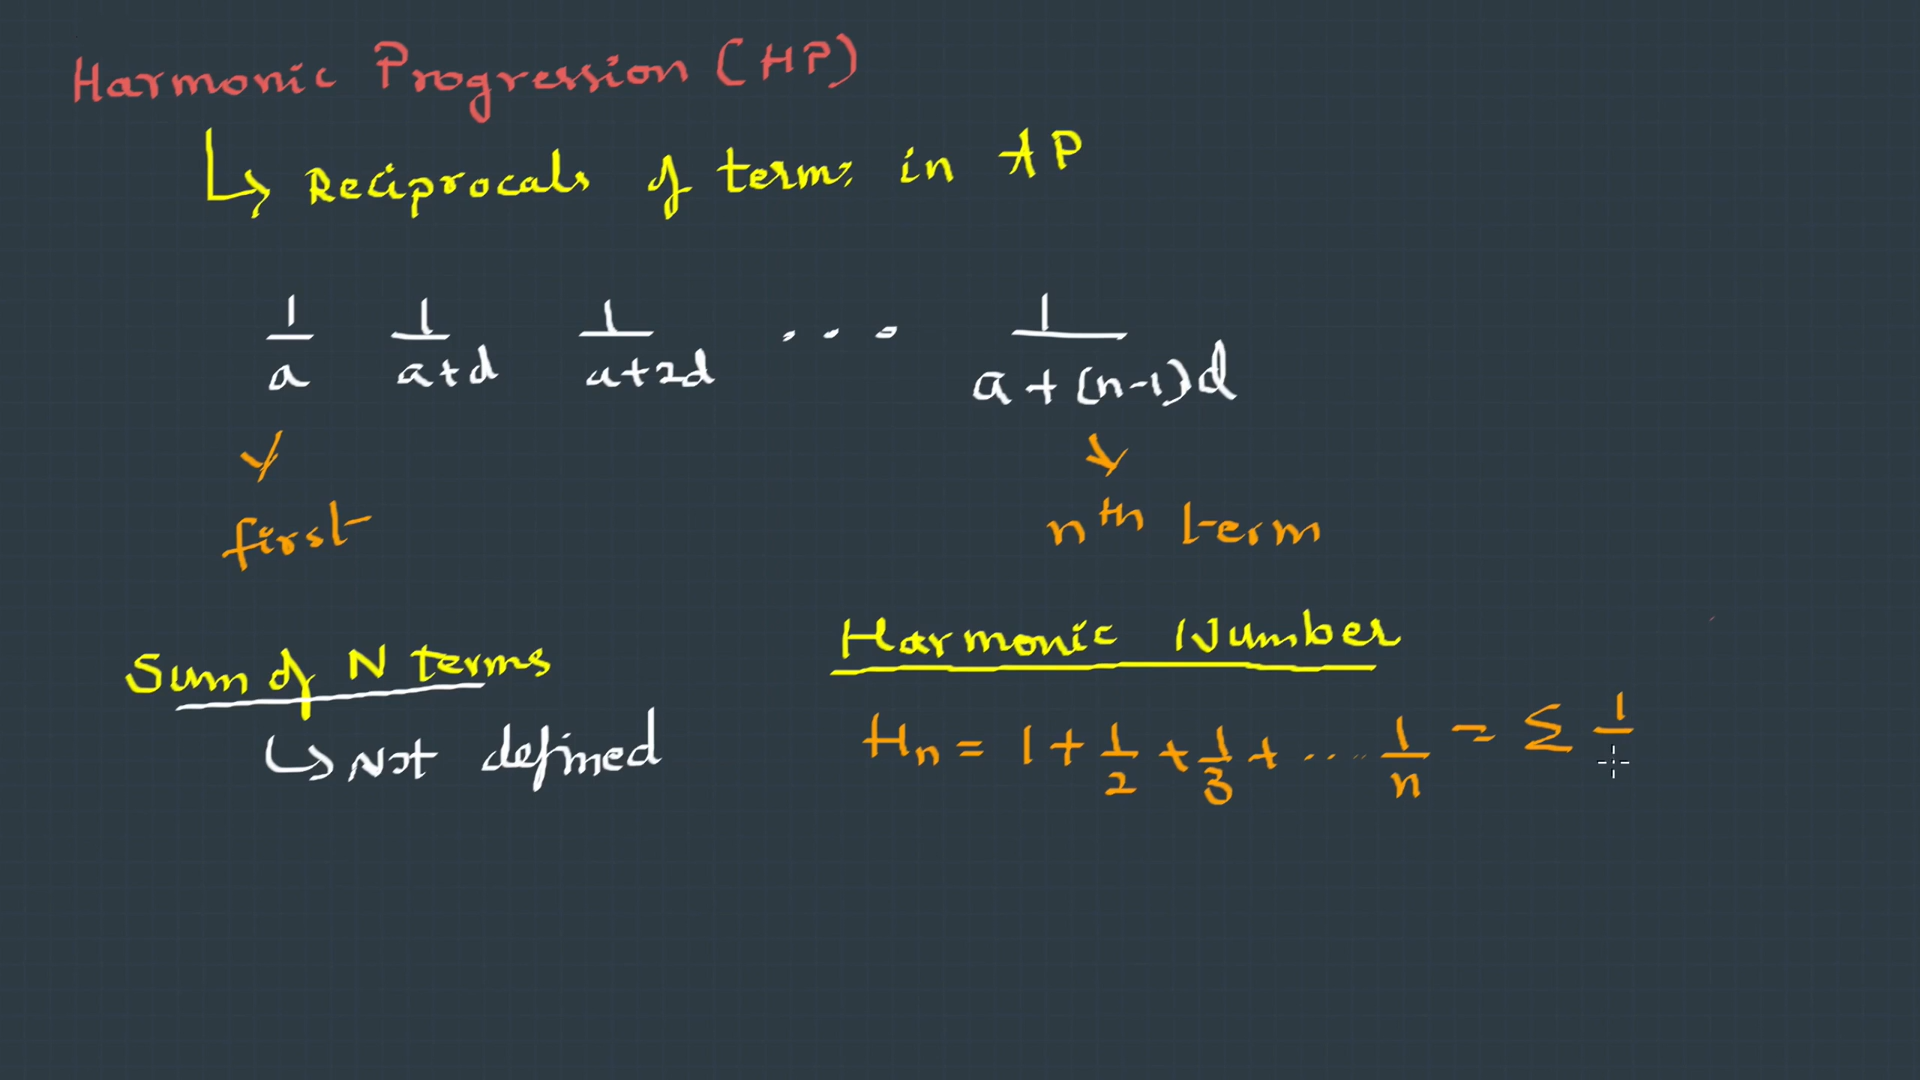 Harmonic Progression (HP)
↳ Reciprocals of terms in AP
1/a 1/(a+d) 1/(a+2d) ... 1/(a+(n-1)d)
first
nth term
Sum of N terms
↳ Not defined
Harmonic Number
Hn = 1 + 1/2 + 1/3 + .... 1/n = Σ 1/